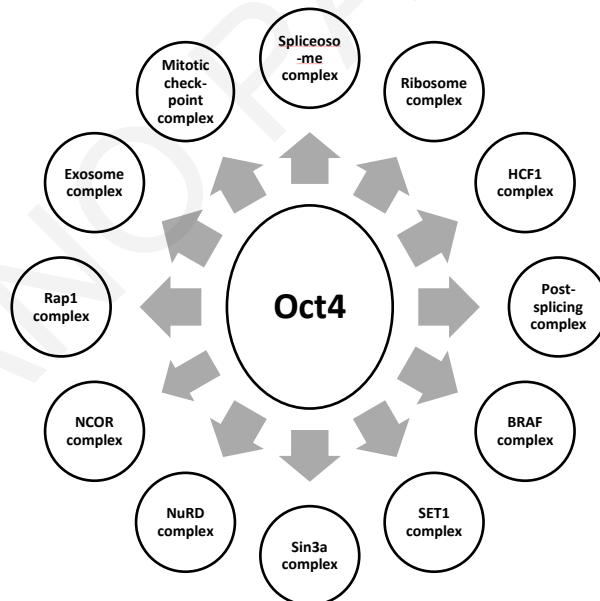 Spliceoso
-me
complex
Ribosome
complex
HCF1
complex
Post-
splicing
complex
BRAF
complex
SET1
complex
Sin3a
complex
NuRD
complex
NCOR
complex
Rap1
complex
Exosome
complex
Mitotic
check-
point
complex
Oct4